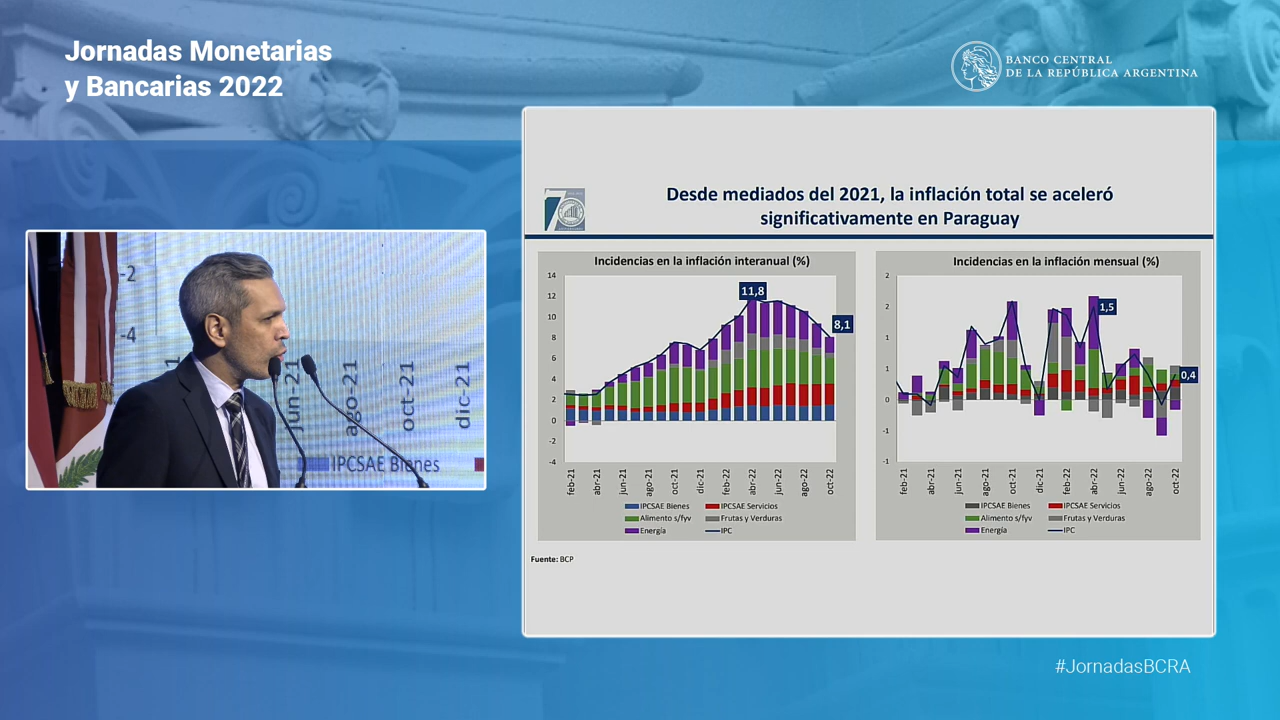 Jornadas Monetarias
y Bancarias 2022
BANCO CENTRAL
DE LA REPÚBLICA ARGENTINA
Desde mediados del 2021, la inflación total se aceleró
significativamente en Paraguay
Incidencias en la inflación interanual (%)
14
12
10
8
6
4
2
0
-2
-4
11,8
8,1
feb-21
abr-21
jun-21
ago-21
oct-21
dic-21
feb-22
abr-22
jun-22
ago-22
oct-22
IPCSAE Bienes
IPCSAE Servicios
Alimento s/fyv
Frutas y Verduras
Energía
IPC
Incidencias en la inflación mensual (%)
2
2
1
1
0
-1
-1
1,5
0,4
feb-21
abr-21
jun-21
ago-21
oct-21
dic-21
feb-22
abr-22
jun-22
ago-22
oct-22
IPCSAE Bienes
IPCSAE Servicios
Alimento s/fyv
Frutas y Verduras
Energía
IPC
Fuente: BCP
-2
-4
jun-21
ago-21
oct-21
dic-21
IPCSAE Bienes
#JornadasBCRA